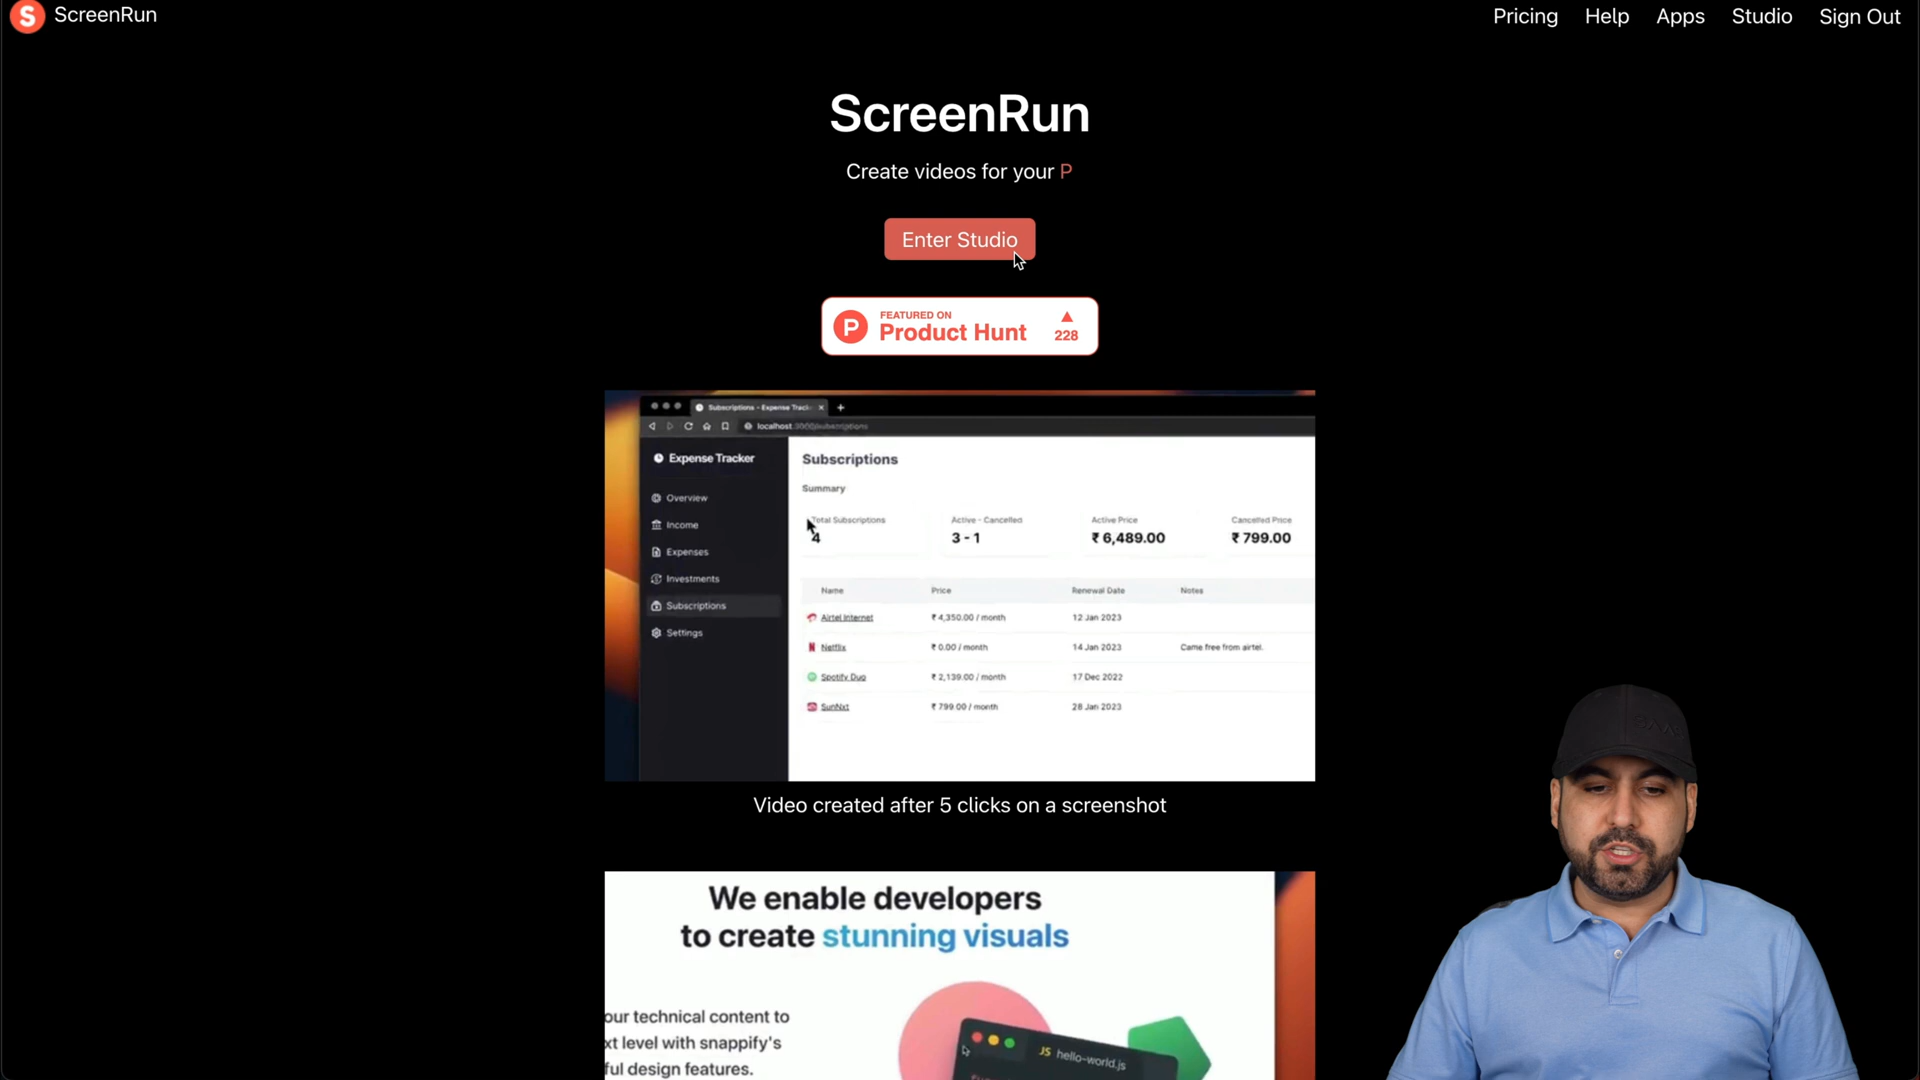 S ScreenRun
Pricing Help Apps Studio Sign Out
ScreenRun
Create videos for your P
Enter Studio
P FEATURED ON
Product Hunt
▲
228
Subscriptions - Expense Track
localhost:3000/subscriptions
Expense Tracker
Overview
Income
Expenses
Investments
Subscriptions
Settings
Subscriptions
Summary
Total Subscriptions Active - Cancelled Active Price Cancelled Price
4 3 - 1 ₹ 6,489.00 ₹ 799.00
Name Price Renewal Date Notes
Airtel Internet ₹ 4,350.00 / month 12 Jan 2023
Netflix ₹ 0.00 / month 14 Jan 2023 Came free from airtel.
Spotify Duo ₹ 2,139.00 / month 17 Dec 2022
SunNxt ₹ 799.00 / month 28 Jan 2023
Video created after 5 clicks on a screenshot
We enable developers
to create stunning visuals
our technical content to
xt level with snappify's
ful design features.
JS hello-world.js